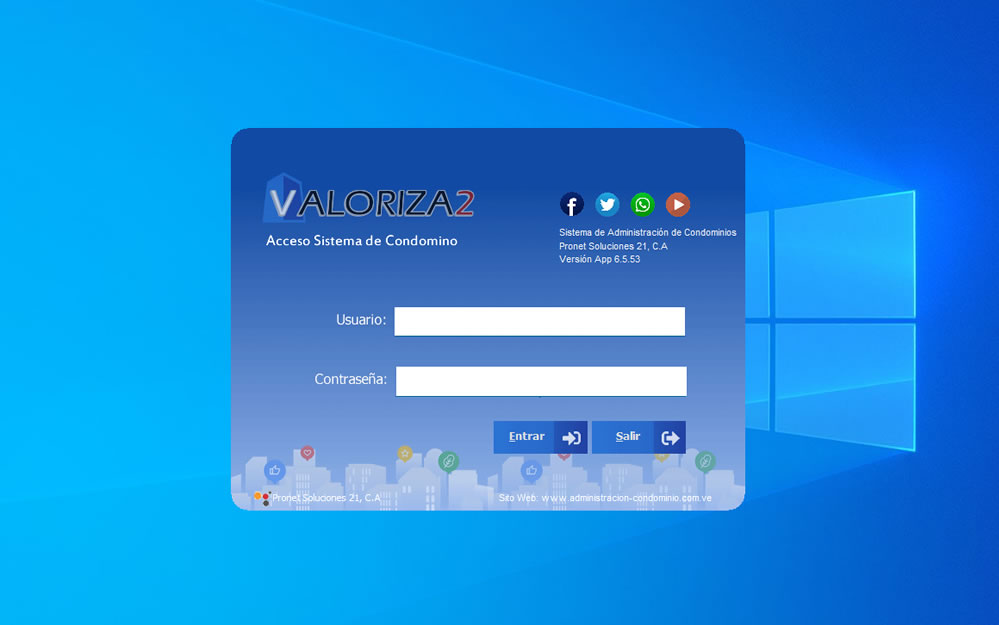 VALORIZA2
Acceso Sistema de Condomino
Sistema de Administración de Condominios
Pronet Soluciones 21, C.A
Versión App 6.5.53
Usuario:
Contraseña:
Entrar
Salir
Pronet Soluciones 21, C.A
Sito Web: www.administracion-condominio.com.ve